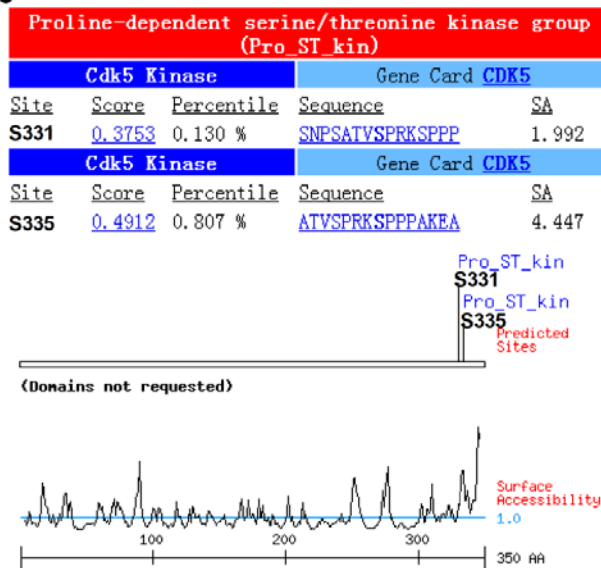 Proline-dependent serine/threonine kinase group
(Pro_ST_kin)
Cdk5 Kinase Gene Card CDK5
Site Score Percentile Sequence SA
S331 0.3753 0.130 % SNPSATVSPRKSPPP 1.992
Cdk5 Kinase Gene Card CDK5
Site Score Percentile Sequence SA
S335 0.4912 0.807 % ATVSPRKSPPPAKEA 4.447
Pro_ST_kin
S331
Pro_ST_kin
S335
Predicted
Sites
(Domains not requested)
Surface
Accessibility
1.0
100 200 300
350 AA